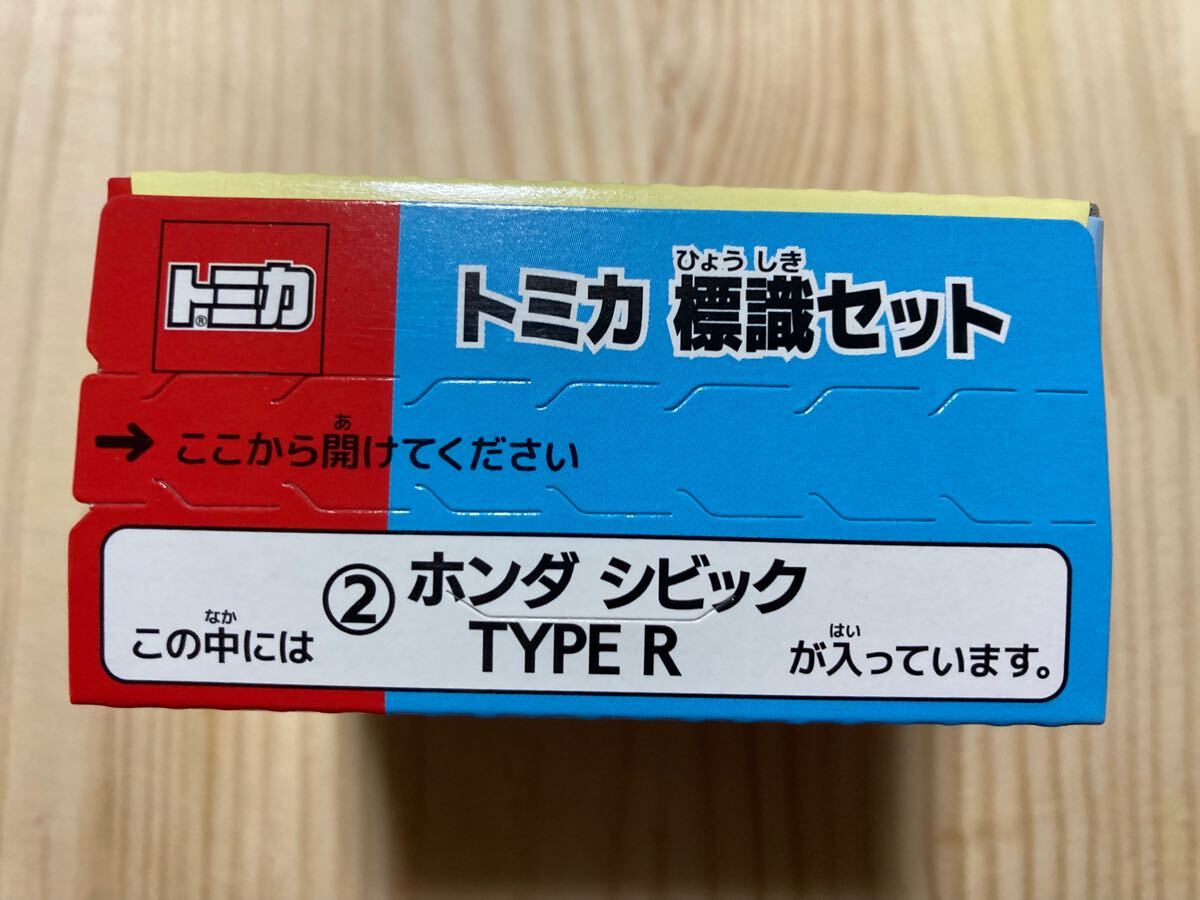 トミカ®
ひょうしき
トミカ 標識セット
あ
→ ここから開けてください
② ホンダ シビック
TYPE R
なか
この中には
はい
が入っています。